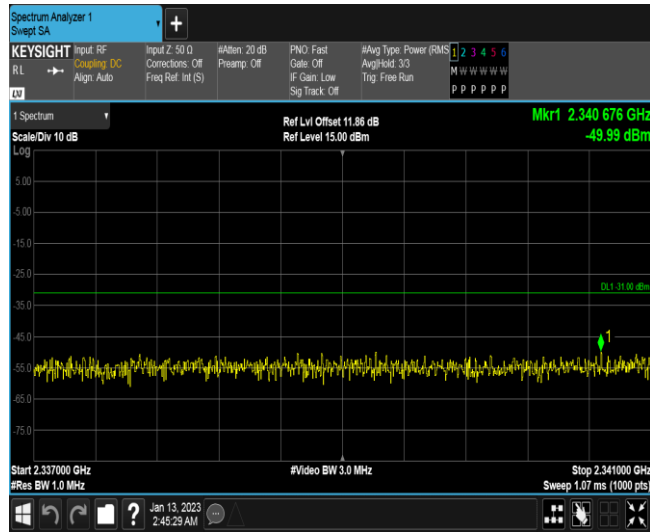 Spectrum Analyzer 1
Swept SA
+
KEYSIGHT Input: RF Input Z: 50 Ω #Atten: 20 dB PNO: Fast #Avg Type: Power (RMS 1 2 3 4 5 6
RL Coupling: DC Corrections: Off Preamp: Off Gate: Off Avg|Hold: 3/3 M W W W W W
Align: Auto Freq Ref: Int (S) IF Gain: Low Trig: Free Run
LXI Sig Track: Off P P P P P P
1 Spectrum Ref Lvl Offset 11.86 dB Mkr1 2.340 676 GHz
Scale/Div 10 dB Ref Level 15.00 dBm -49.99 dBm
Log
5.00
-5.00
-15.0
-25.0
DL1 -31.00 dBm
-35.0
-45.0
1
-55.0
-65.0
-75.0
Start 2.337000 GHz #Video BW 3.0 MHz Stop 2.341000 GHz
#Res BW 1.0 MHz Sweep 1.07 ms (1000 pts)
? Jan 13, 2023
2:45:29 AM